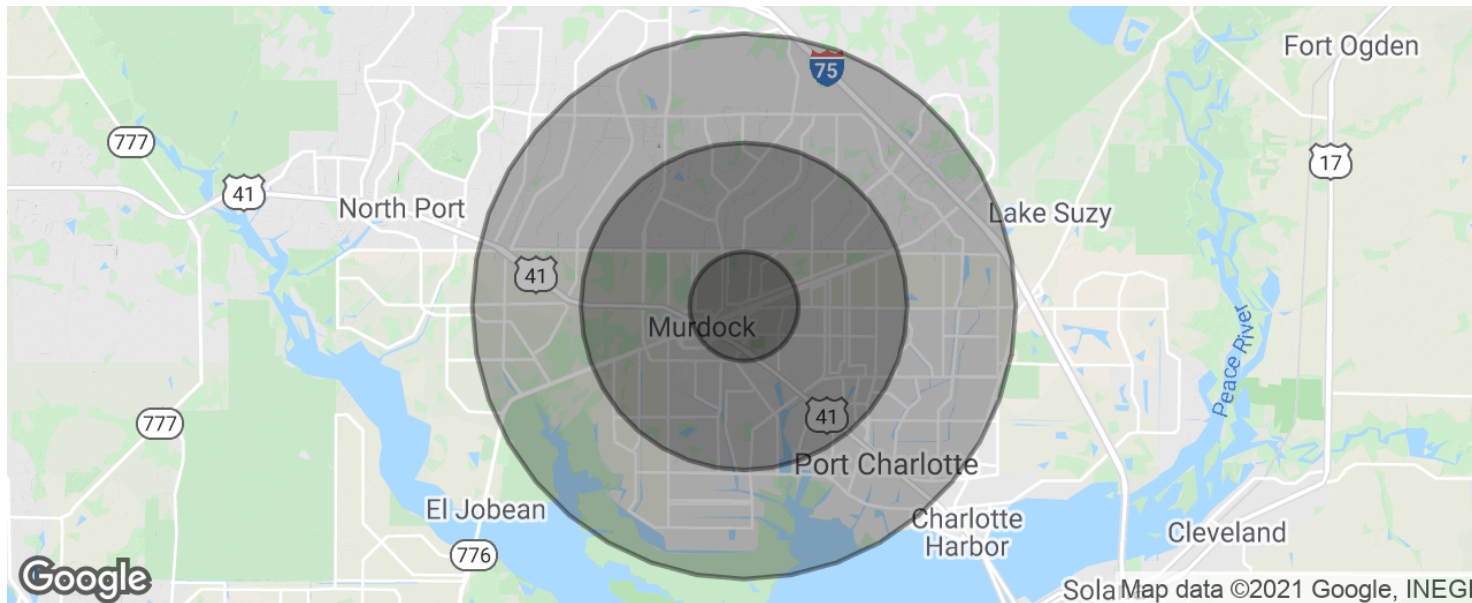 Fort Ogden
75
777
17
41
North Port
Lake Suzy
41
Murdock
Peace River
777
41
Port Charlotte
El Jobean
Charlotte
Harbor
Cleveland
776
Google
Map data ©2021 Google, INEGI